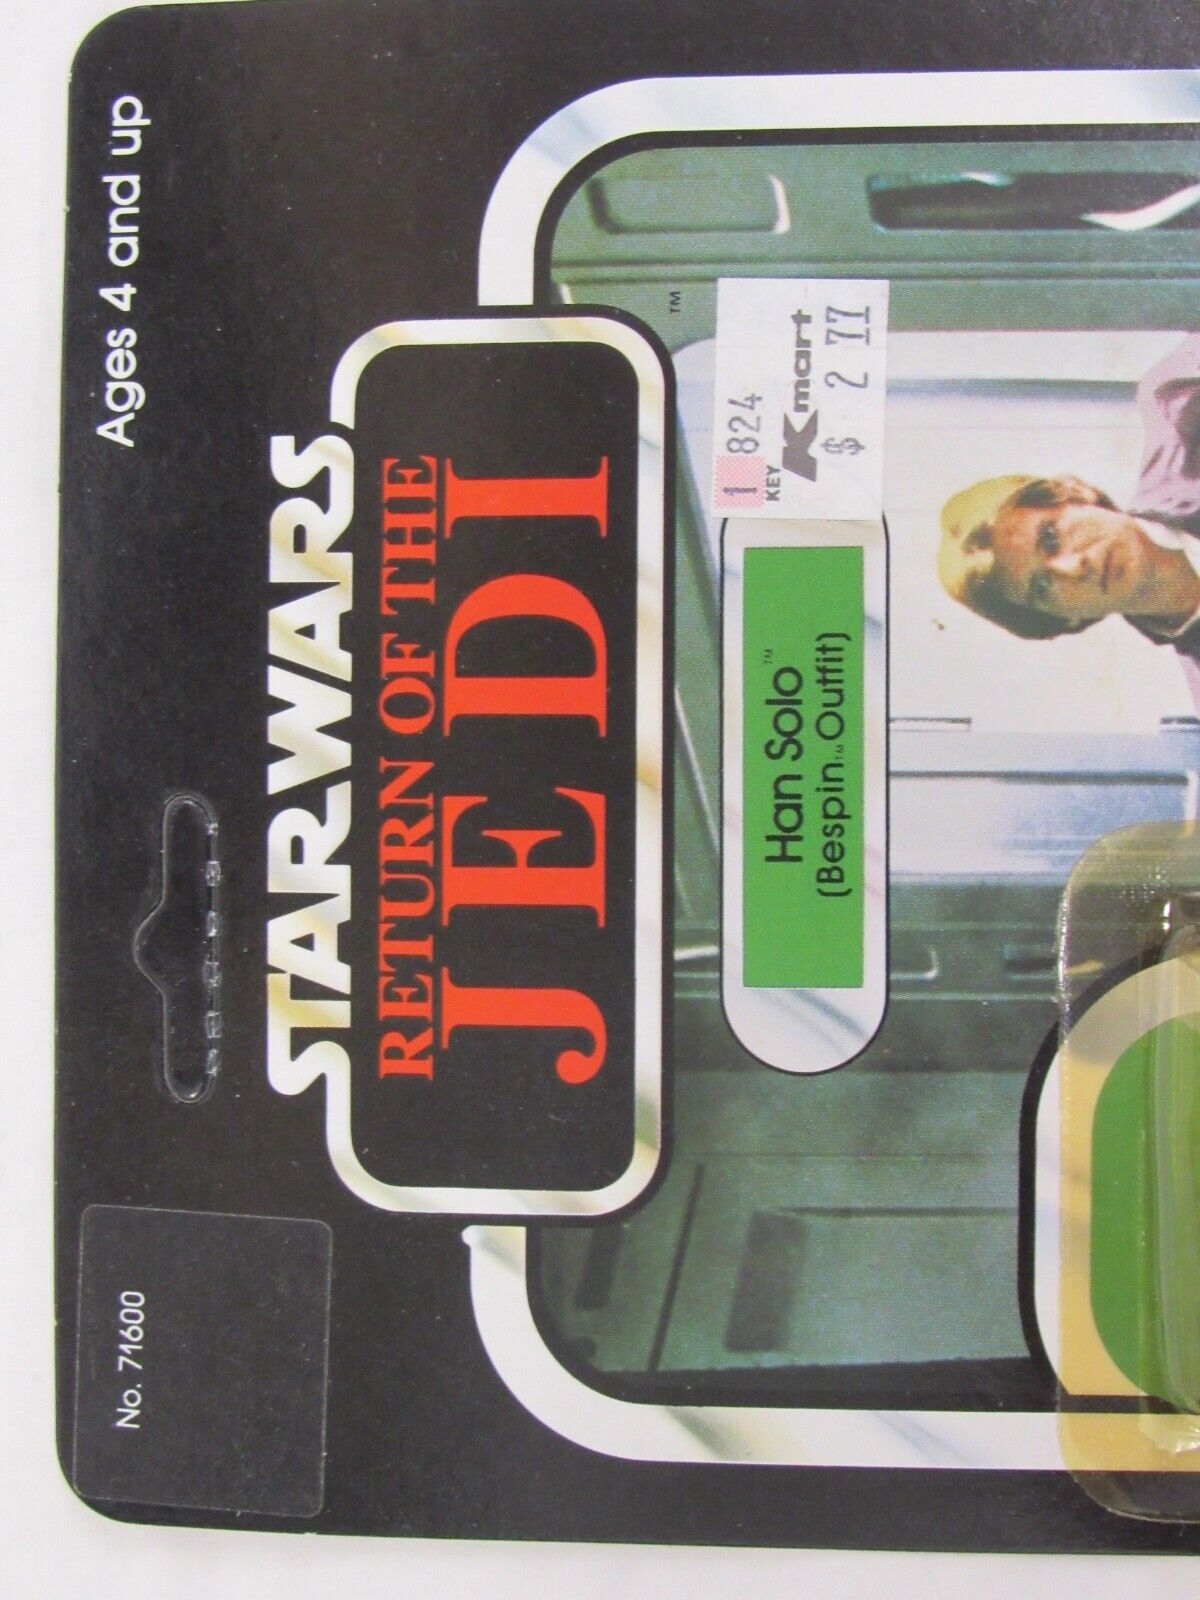 Ages 4 and up
No. 71600
STAR WARS
RETURN OF THE
JEDI
TM
1 824
KEY
Kmart
$ 2 77
Han Solo™
(Bespin™ Outfit)